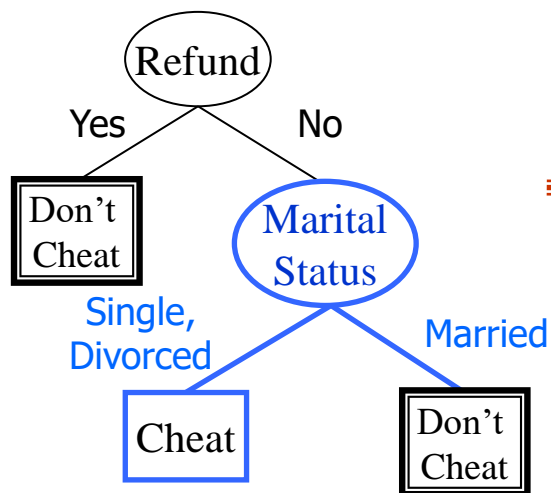 Refund
Yes
No
Don't
Cheat
Marital
Status
Single,
Divorced
Married
Cheat
Don't
Cheat